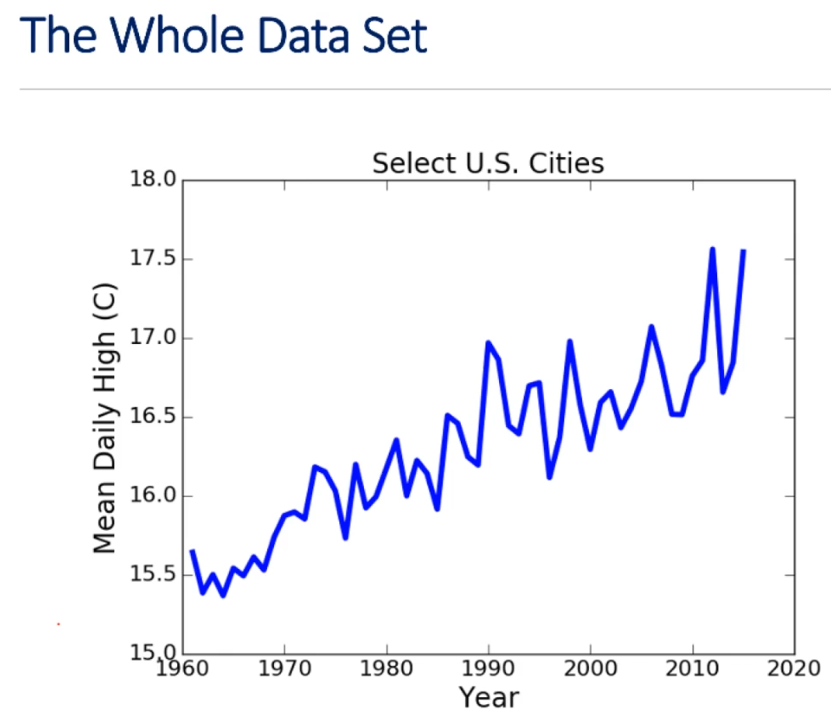 The Whole Data Set
Select U.S. Cities
18.0
17.5
17.0
16.5
16.0
15.5
15.0
Mean Daily High (C)
1960 1970 1980 1990 2000 2010 2020
Year